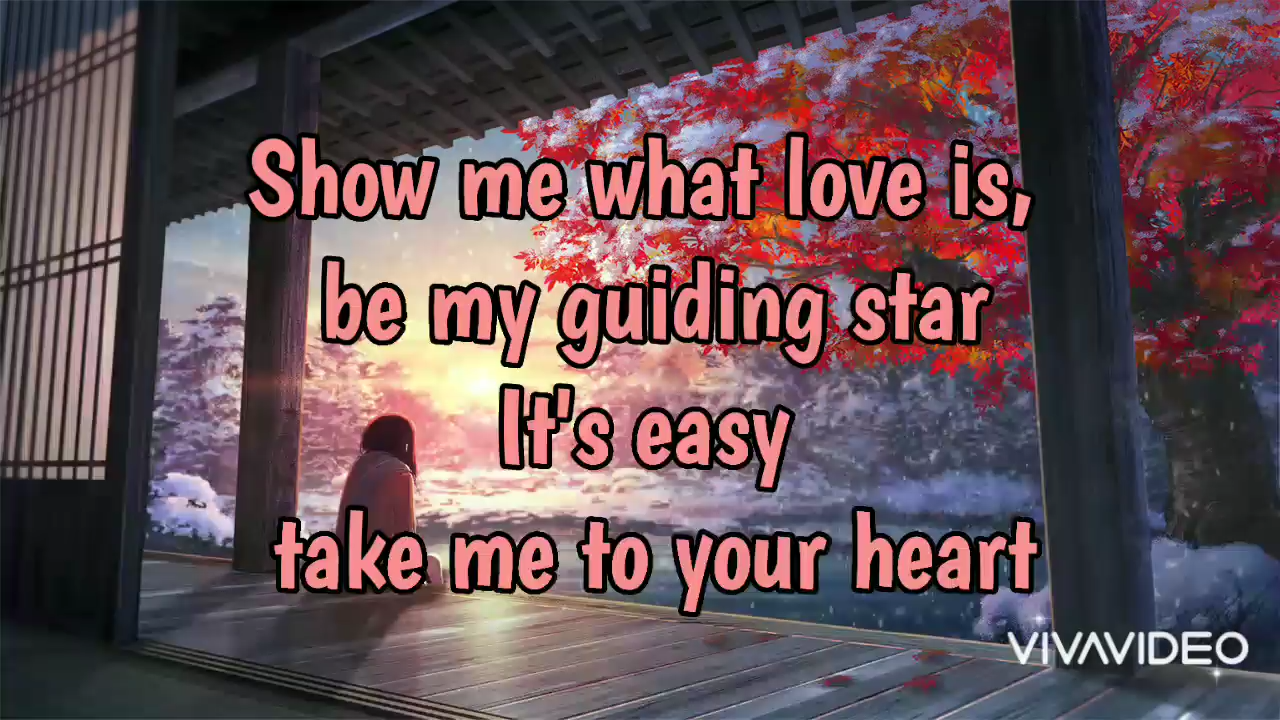 Show me what love is,
be my guiding star
It's easy
take me to your heart
VIVAVIDEO